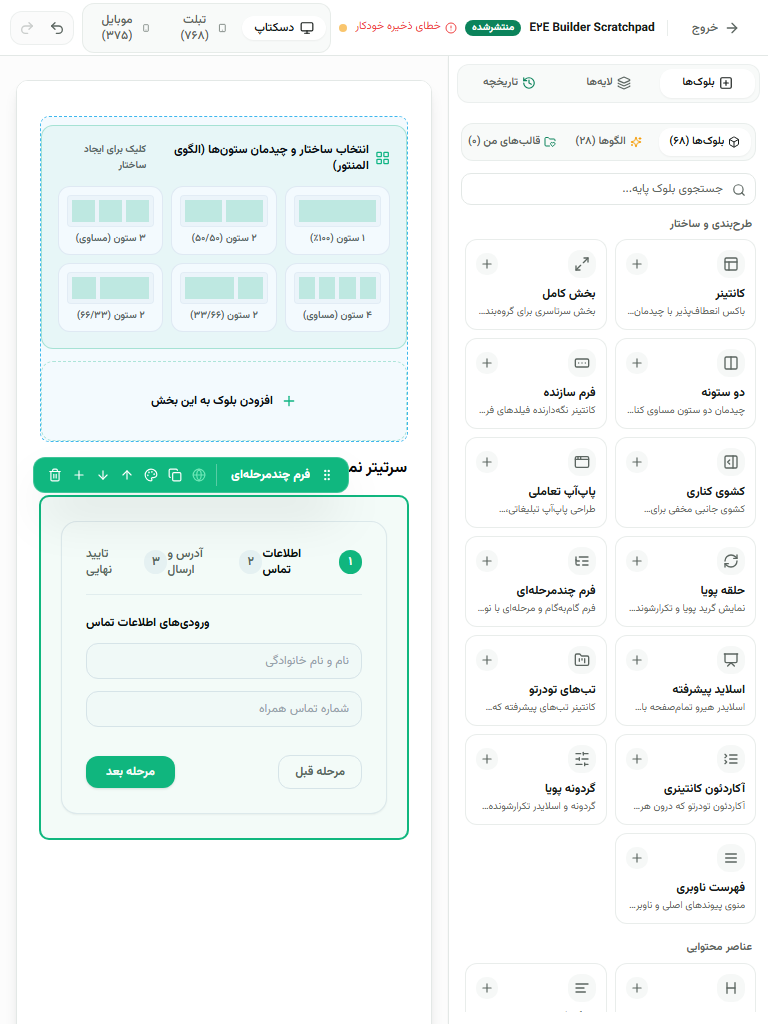 خروج
E2E Builder Scratchpad
منتشرشده
خطای ذخیره خودکار
دسکتاپ
تبلت (۷۶۸)
موبایل (۳۷۵)
بلوک‌ها
لایه‌ها
تاریخچه
بلوک‌ها (۶۸)
الگوها (۲۸)
قالب‌های من (۰)
جستجوی بلوک پایه...
طرح‌بندی و ساختار
کانتینر
باکس انعطاف‌پذیر با چیدمان...
بخش کامل
بخش سرتاسری برای گروه‌بند...
دو ستونه
چیدمان دو ستون مساوی کنا...
فرم سازنده
کانتینر نگه‌دارنده فیلدهای فر...
کشوی کناری
کشوی جانبی مخفی برای...
پاپ‌آپ تعاملی
طراحی پاپ‌آپ تبلیغاتی،...
حلقه پویا
نمایش گرید پویا و تکرارشوند...
فرم چندمرحله‌ای
فرم گام‌به‌گام و مرحله‌ای با نو...
اسلاید پیشرفته
اسلایدر هیرو تمام‌صفحه با...
تب‌های تودرتو
کانتینر تب‌های پیشرفته که...
آکاردئون کانتینری
آکاردئون تودرتو که درون هر...
گردونه پویا
گردونه و اسلایدر تکرارشونده...
فهرست ناوبری
منوی پیوندهای اصلی و ناوبر...
عناصر محتوایی
انتخاب ساختار و چیدمان ستون‌ها (الگوی
المنتور)
کلیک برای ایجاد
ساختار
۱ ستون (۱۰۰٪)
۲ ستون (۵۰/۵۰)
۳ ستون (مساوی)
۴ ستون (مساوی)
۲ ستون (۳۳/۶۶)
۲ ستون (۶۶/۳۳)
افزودن بلوک به این بخش
سرتیتر نم
فرم چندمرحله‌ای
۱
اطلاعات
تماس
۲
آدرس و
ارسال
۳
تایید
نهایی
ورودی‌های اطلاعات تماس
نام و نام خانوادگی
شماره تماس همراه
مرحله قبل
مرحله بعد